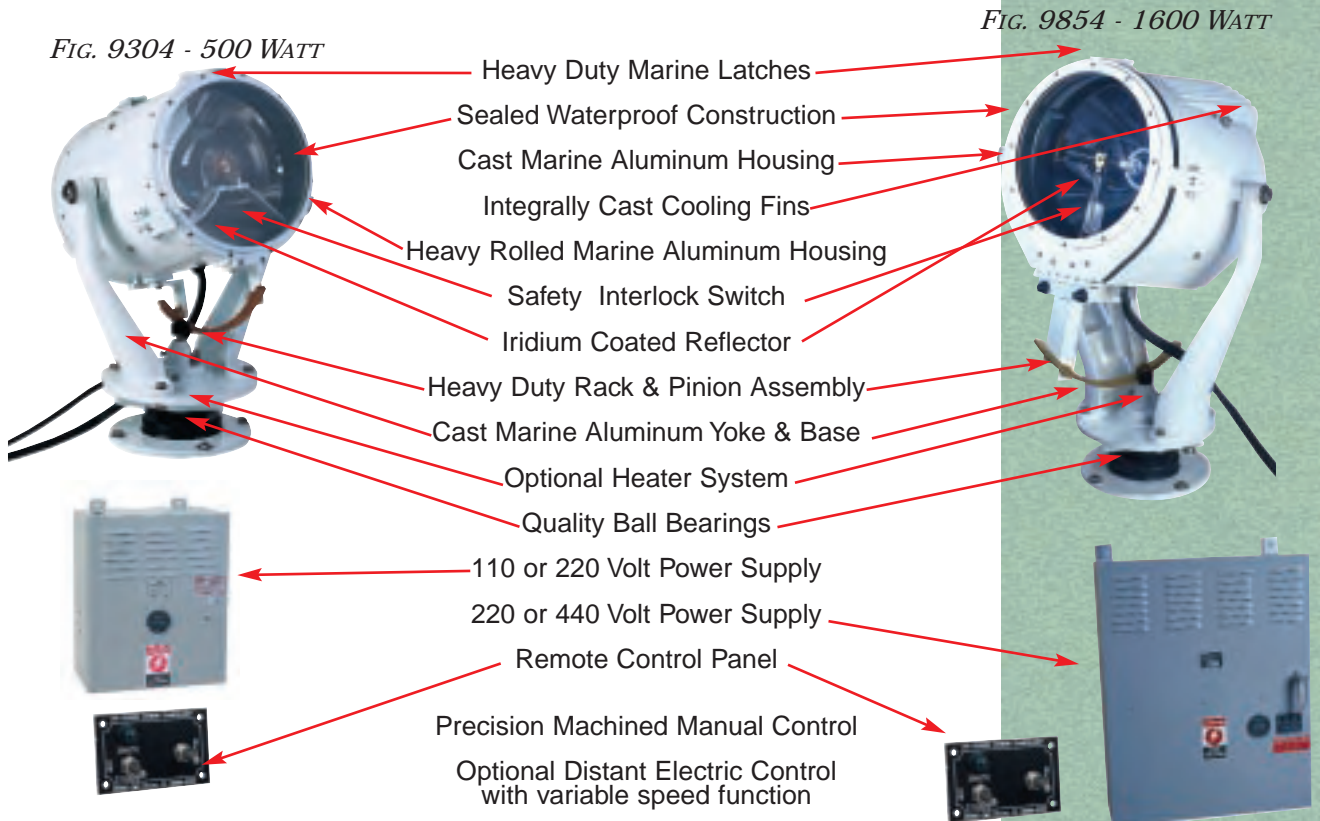 FIG. 9304 - 500 WATT
FIG. 9854 - 1600 WATT
Heavy Duty Marine Latches
Sealed Waterproof Construction
Cast Marine Aluminum Housing
Integrally Cast Cooling Fins
Heavy Rolled Marine Aluminum Housing
Safety Interlock Switch
Iridium Coated Reflector
Heavy Duty Rack & Pinion Assembly
Cast Marine Aluminum Yoke & Base
Optional Heater System
Quality Ball Bearings
110 or 220 Volt Power Supply
220 or 440 Volt Power Supply
Remote Control Panel
Precision Machined Manual Control
Optional Distant Electric Control
with variable speed function